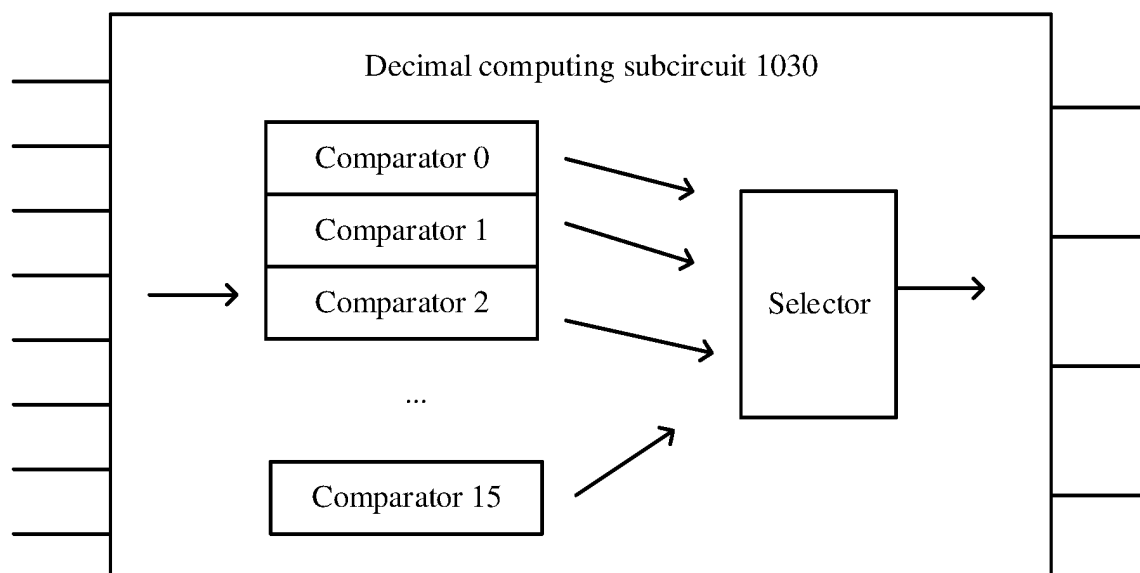 Decimal computing subcircuit 1030
Comparator 0
Comparator 1
Comparator 2
...
Comparator 15
Selector